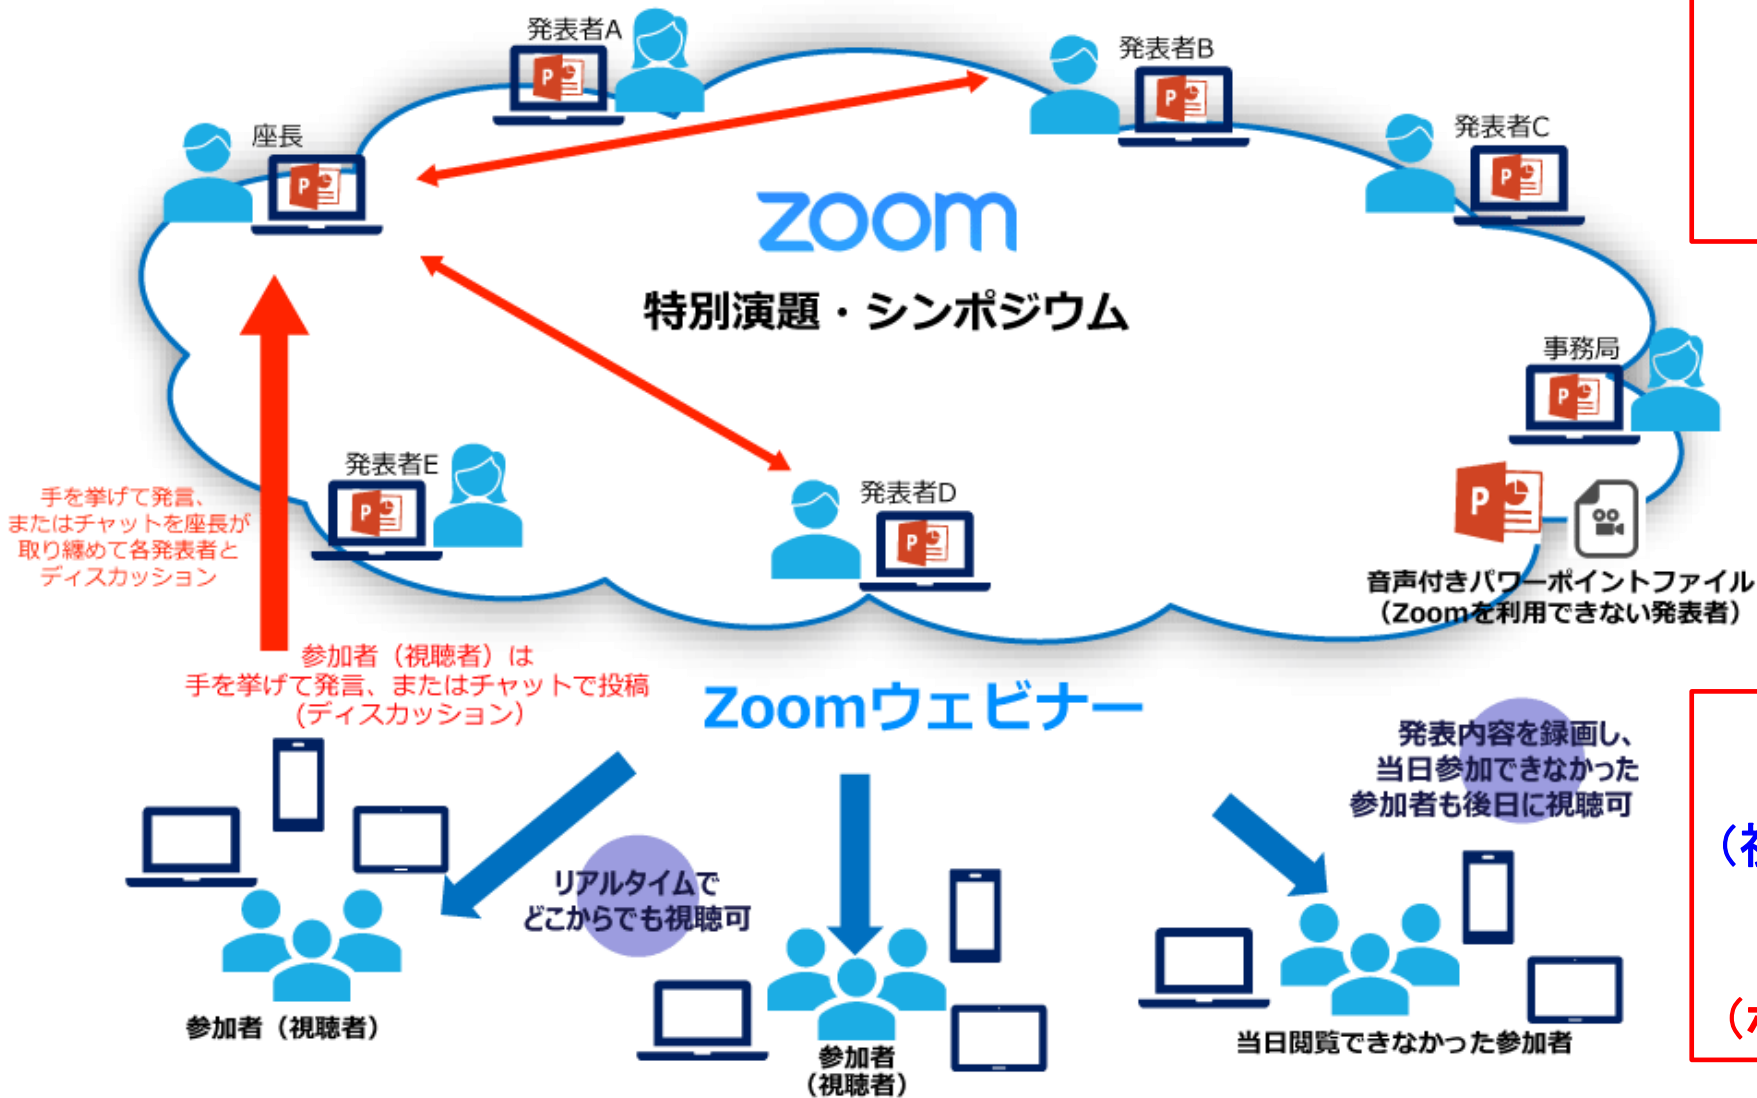 発表者A
発表者B
座長
発表者C
zoom
特別演題・シンポジウム
事務局
発表者E
発表者D
手を挙げて発言、
またはチャットを座長が
取り纏めて各発表者と
ディスカッション
音声付きパワーポイントファイル
（Zoomを利用できない発表者）
参加者（視聴者）は
手を挙げて発言、またはチャットで投稿
(ディスカッション）
Zoomウェビナー
発表内容を録画し、
当日参加できなかった
参加者も後日に視聴可
リアルタイムで
どこからでも視聴可
参加者（視聴者）
参加者
（視聴者）
当日閲覧できなかった参加者